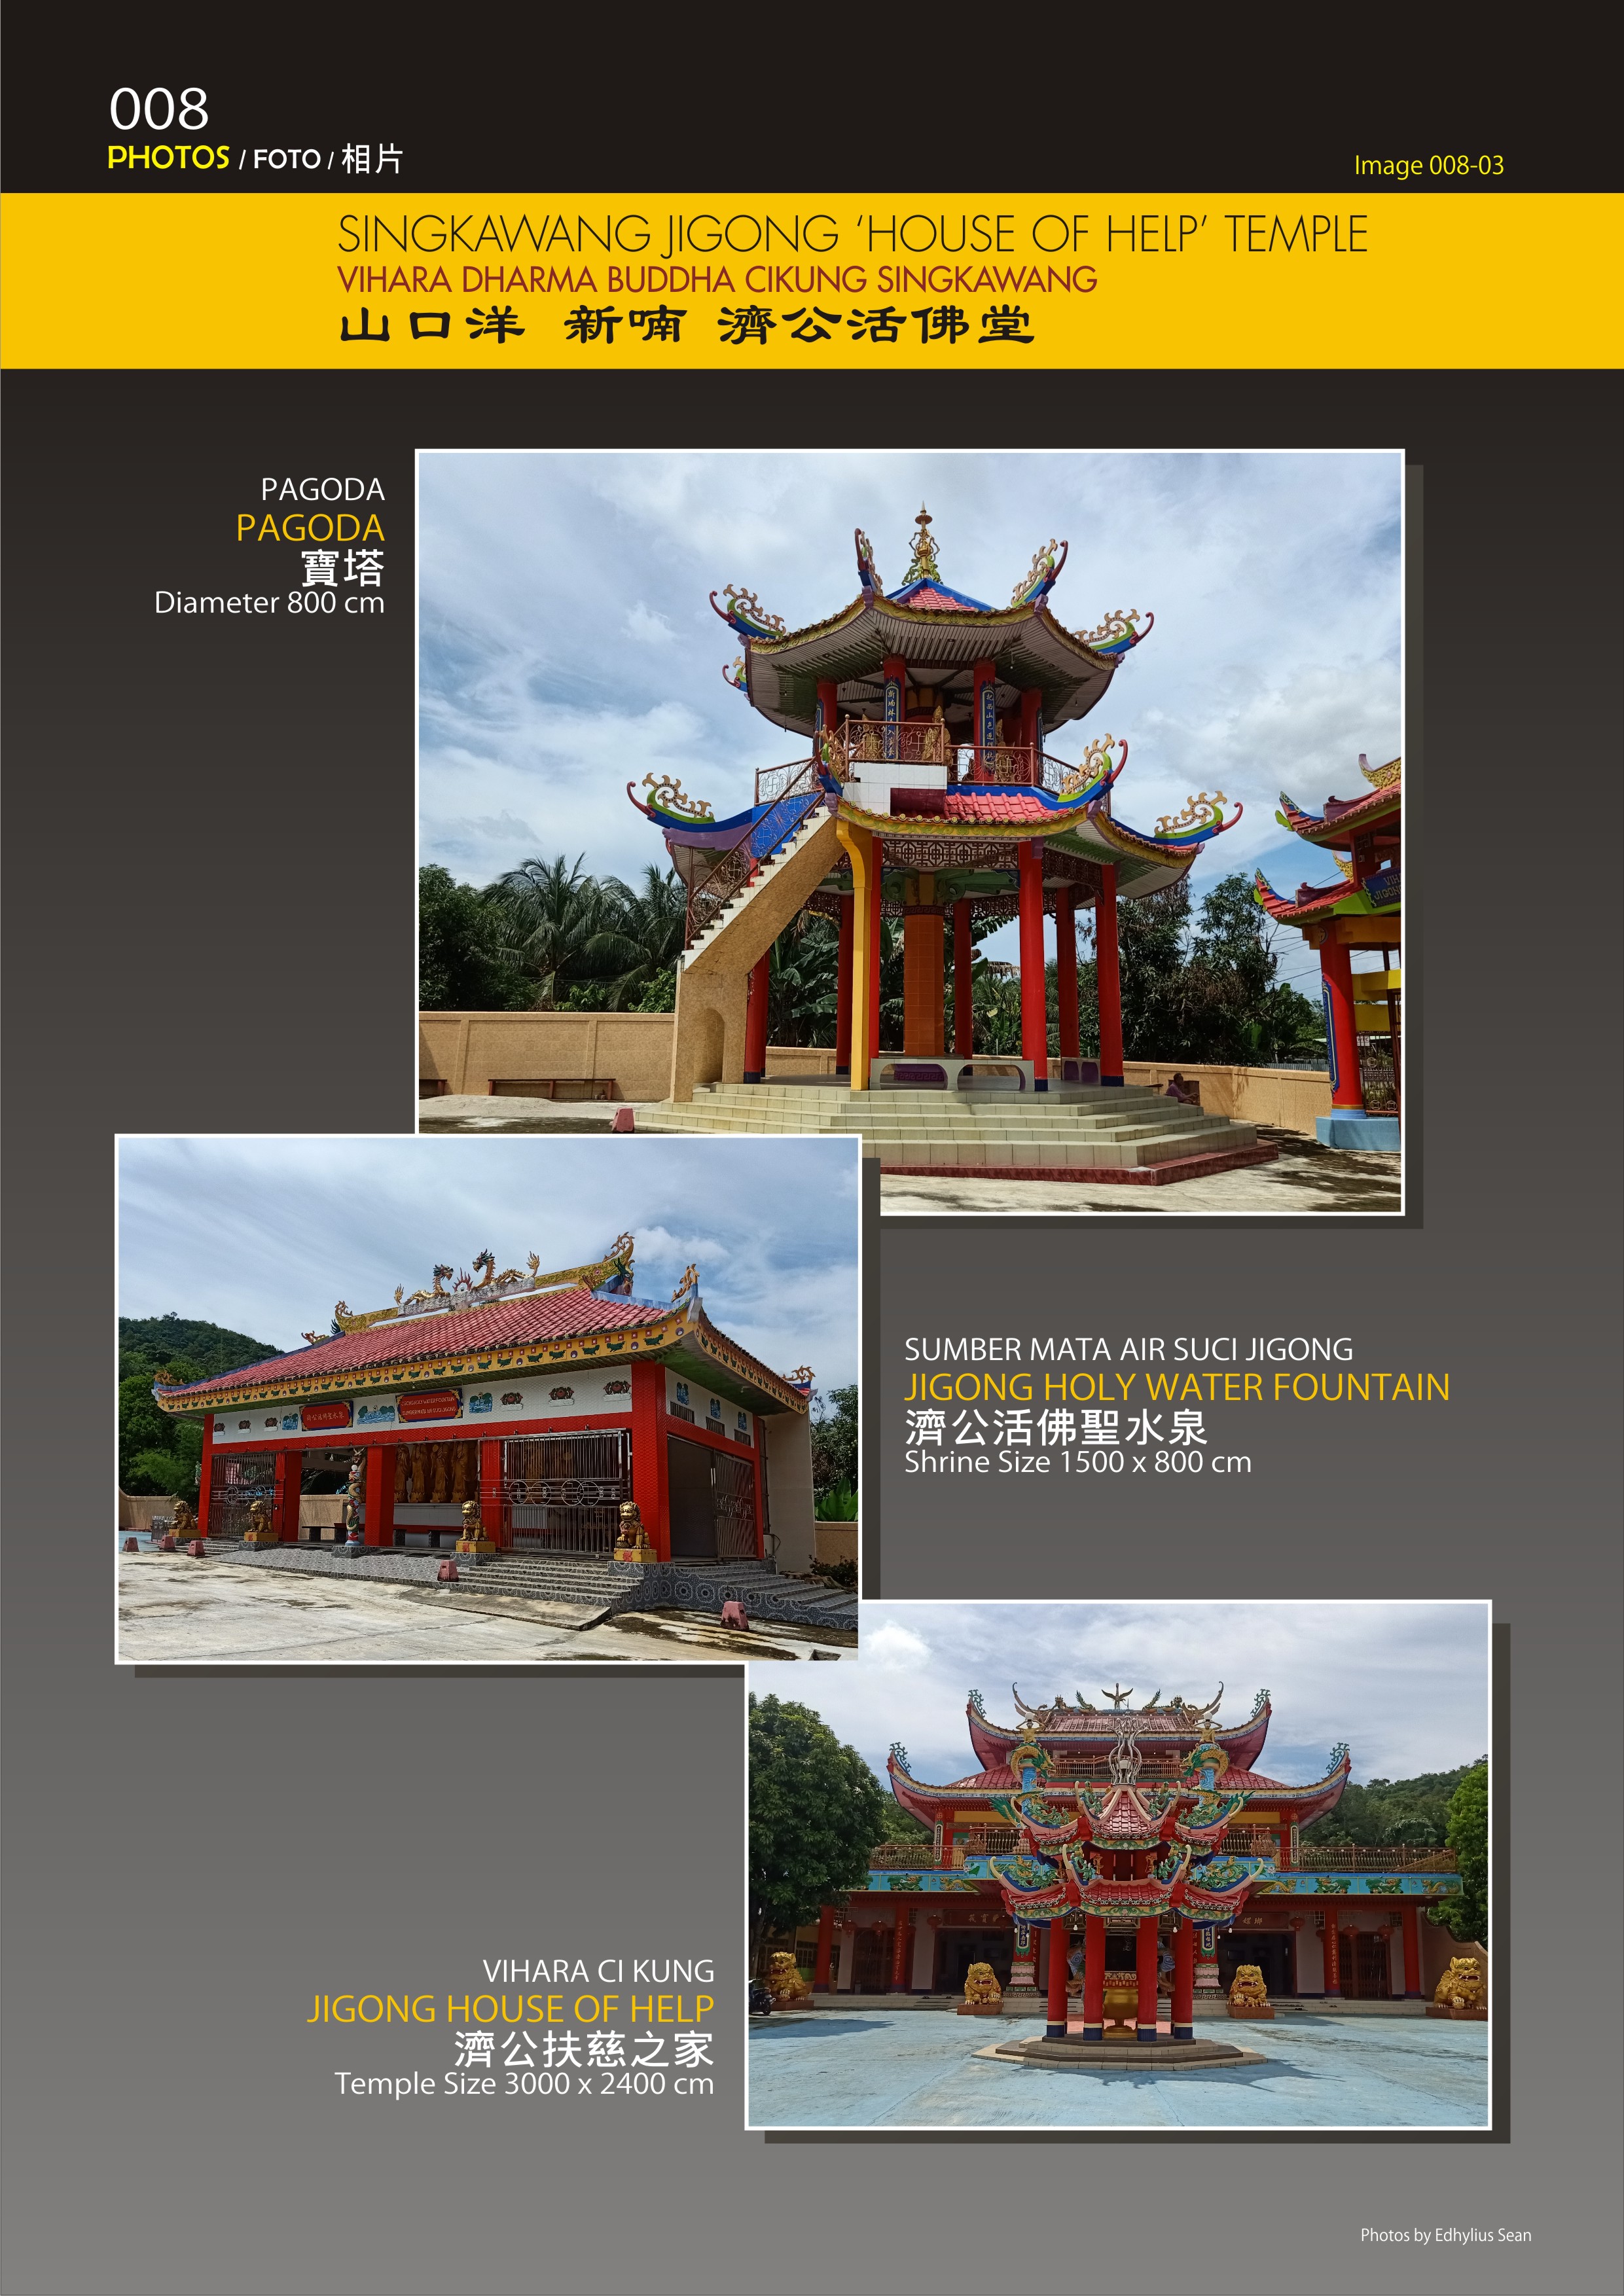 008
PHOTOS / FOTO / 相片
Image 008-03
SINGKAWANG JIGONG ‘HOUSE OF HELP’ TEMPLE
VIHARA DHARMA BUDDHA CIKUNG SINGKAWANG
山口洋 新喃 濟公活佛堂
PAGODA
PAGODA
寶塔
Diameter 800 cm
SUMBER MATA AIR SUCI JIGONG
JIGONG HOLY WATER FOUNTAIN
濟公活佛聖水泉
Shrine Size 1500 x 800 cm
VIHARA CI KUNG
JIGONG HOUSE OF HELP
濟公扶慈之家
Temple Size 3000 x 2400 cm
Photos by Edhylius Sean